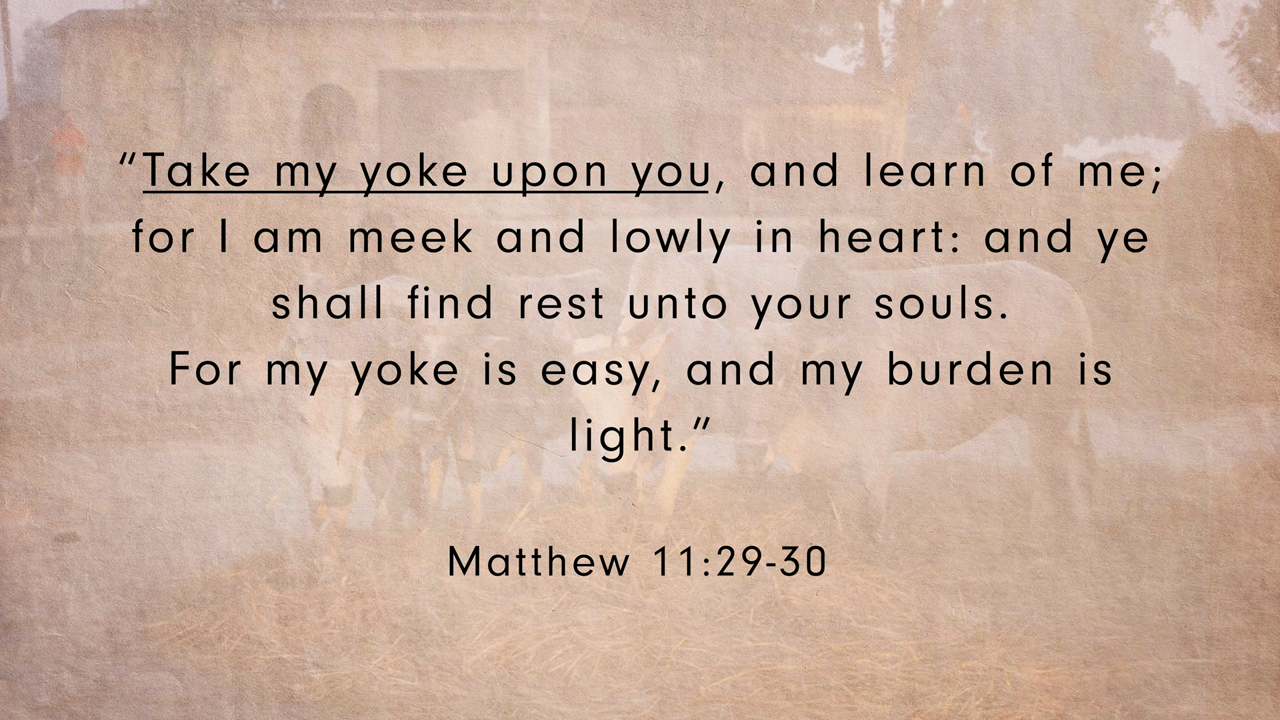 “Take my yoke upon you, and learn of me;
for I am meek and lowly in heart: and ye
shall find rest unto your souls.
For my yoke is easy, and my burden is
light.”
Matthew 11:29-30